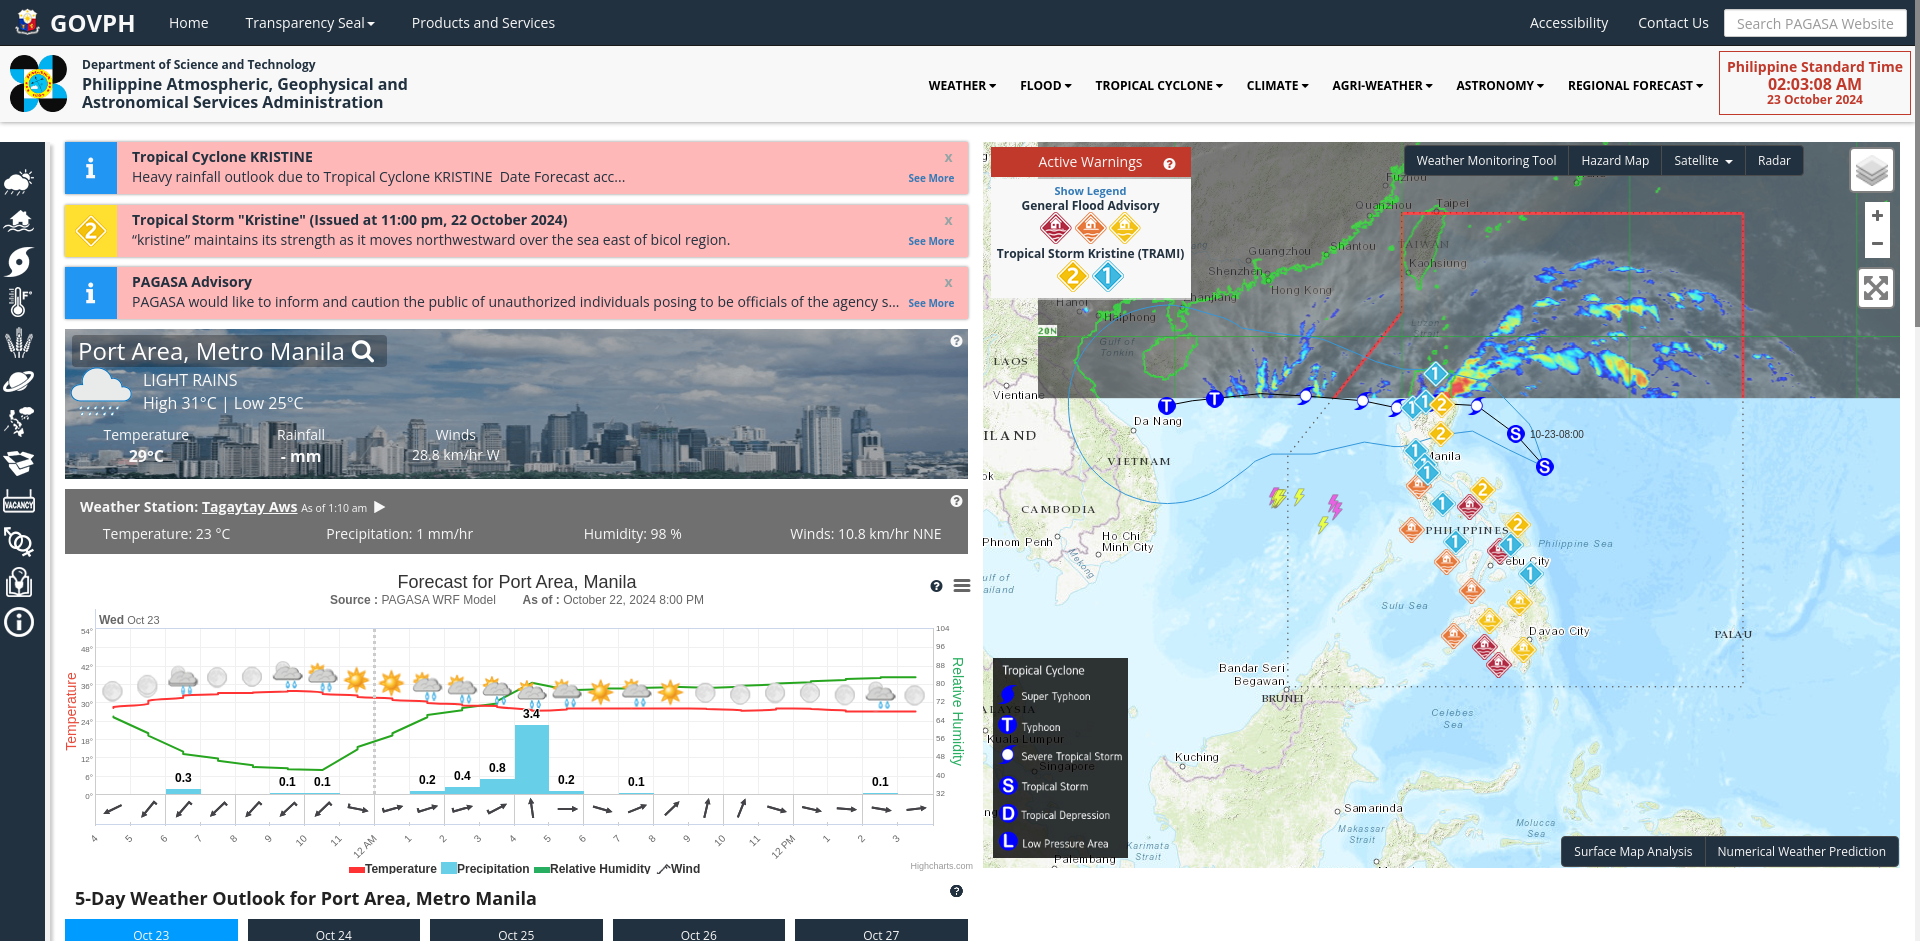 GOVPH
Home
Transparency Seal
Products and Services
Accessibility
Contact Us
Search PAGASA Website
Department of Science and Technology
Philippine Atmospheric, Geophysical and
Astronomical Services Administration
WEATHER
FLOOD
TROPICAL CYCLONE
CLIMATE
AGRI-WEATHER
ASTRONOMY
REGIONAL FORECAST
Philippine Standard Time
02:03:08 AM
23 October 2024
VACANCY
Tropical Cyclone KRISTINE
x
Heavy rainfall outlook due to Tropical Cyclone KRISTINE Date Forecast acc...
See More
2
Tropical Storm "Kristine" (Issued at 11:00 pm, 22 October 2024)
x
“kristine” maintains its strength as it moves northwestward over the sea east of bicol region.
See More
PAGASA Advisory
x
PAGASA would like to inform and caution the public of unauthorized individuals posing to be officials of the agency s...
See More
Port Area, Metro Manila
LIGHT RAINS
High 31°C | Low 25°C
Temperature
Rainfall
Winds
29°C
- mm
28.8 km/hr W
Weather Station: Tagaytay Aws As of 1:10 am
Temperature: 23 °C
Precipitation: 1 mm/hr
Humidity: 98 %
Winds: 10.8 km/hr NNE
Forecast for Port Area, Manila
Source : PAGASA WRF Model
As of : October 22, 2024 8:00 PM
Wed Oct 23
Temperature
54°
48°
42°
36°
30°
24°
18°
12°
6°
0°
104
96
88
80
72
64
56
48
40
32
Relative Humidity
0.3
0.1
0.1
0.2
0.4
0.8
3.4
0.2
0.1
0.1
4
5
6
7
8
9
10
11
12 AM
1
2
3
4
5
6
7
8
9
10
11
12 PM
1
2
3
Temperature
Precipitation
Relative Humidity
Wind
Highcharts.com
5-Day Weather Outlook for Port Area, Metro Manila
Oct 23
Oct 24
Oct 25
Oct 26
Oct 27
Active Warnings
Show Legend
General Flood Advisory
Tropical Storm Kristine (TRAMI)
2
1
Weather Monitoring Tool
Hazard Map
Satellite
Radar
+
−
Fuzhou
Quanzhou
Taipei
TAIWAN
Guangzhou
Shantou
Kaohsiung
Shenzhen
Hong Kong
Zhanjiang
Hanoi
Haiphong
20N
Gulf of
Tonkin
LAOS
Vientiane
Da Nang
10-23-08:00
Manila
VIETNAM
CAMBODIA
Phnom Penh
Ho Chi
Minh City
Mekong
PHILIPPINES
Philippine Sea
Cebu City
Sulu Sea
Davao City
PALAU
Bandar Seri
Begawan
BRUNEI
Celebes
Sea
Kuala Lumpur
Kuching
Singapore
Samarinda
Makassar
Strait
Molucca
Sea
Karimata
Strait
Palembang
Tropical Cyclone
Super Typhoon
T Typhoon
Severe Tropical Storm
S Tropical Storm
D Tropical Depression
L Low Pressure Area
Surface Map Analysis
Numerical Weather Prediction